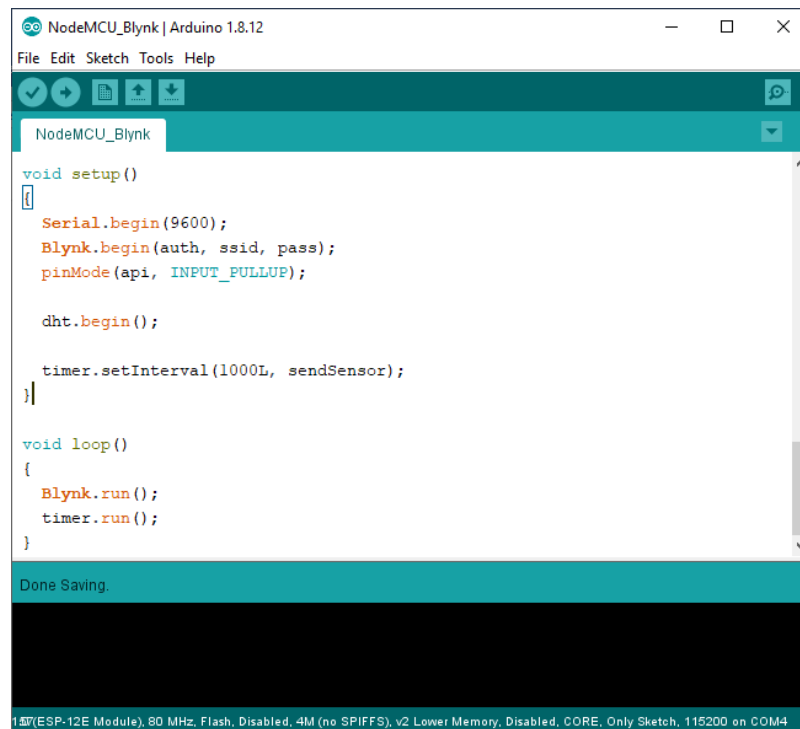 NodeMCU_Blynk | Arduino 1.8.12
File Edit Sketch Tools Help
NodeMCU_Blynk
void setup()
{
  Serial.begin(9600);
  Blynk.begin(auth, ssid, pass);
  pinMode(api, INPUT_PULLUP);
  dht.begin();
  timer.setInterval(1000L, sendSensor);
}
void loop()
{
  Blynk.run();
  timer.run();
}
Done Saving.
(ESP-12E Module), 80 MHz, Flash, Disabled, 4M (no SPIFFS), v2 Lower Memory, Disabled, CORE, Only Sketch, 115200 on COM4